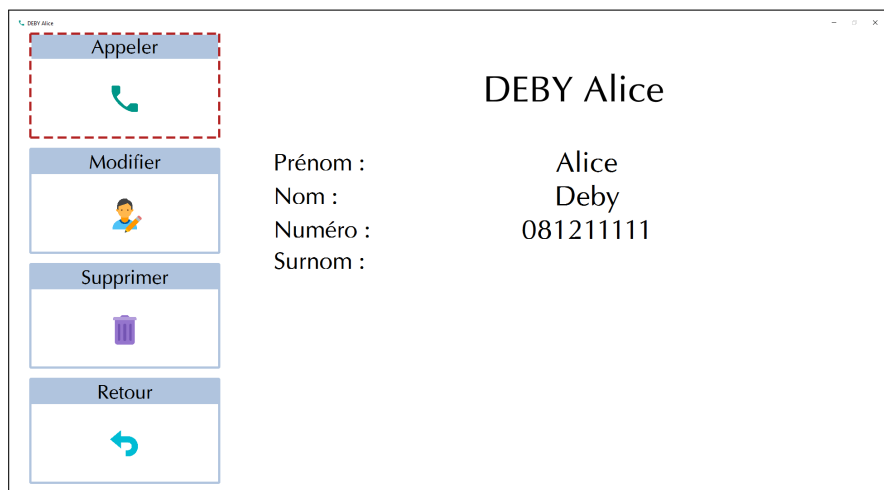 DEBY Alice
Appeler
Modifier
Supprimer
Retour
DEBY Alice
Prénom : Alice
Nom : Deby
Numéro : 081211111
Surnom :